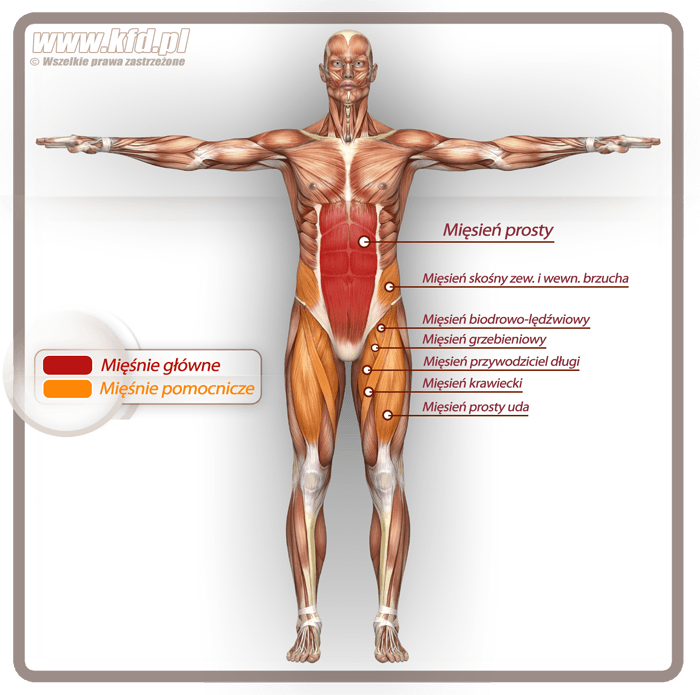 www.kfd.pl
© Wszelkie prawa zastrzeżone
Mięsień prosty
Mięsień skośny zew. i wewn. brzucha
Mięsień biodrowo-lędźwiowy
Mięsień grzebieniowy
Mięsień przywodziciel długi
Mięsień krawiecki
Mięsień prosty uda
Mięśnie główne
Mięśnie pomocnicze